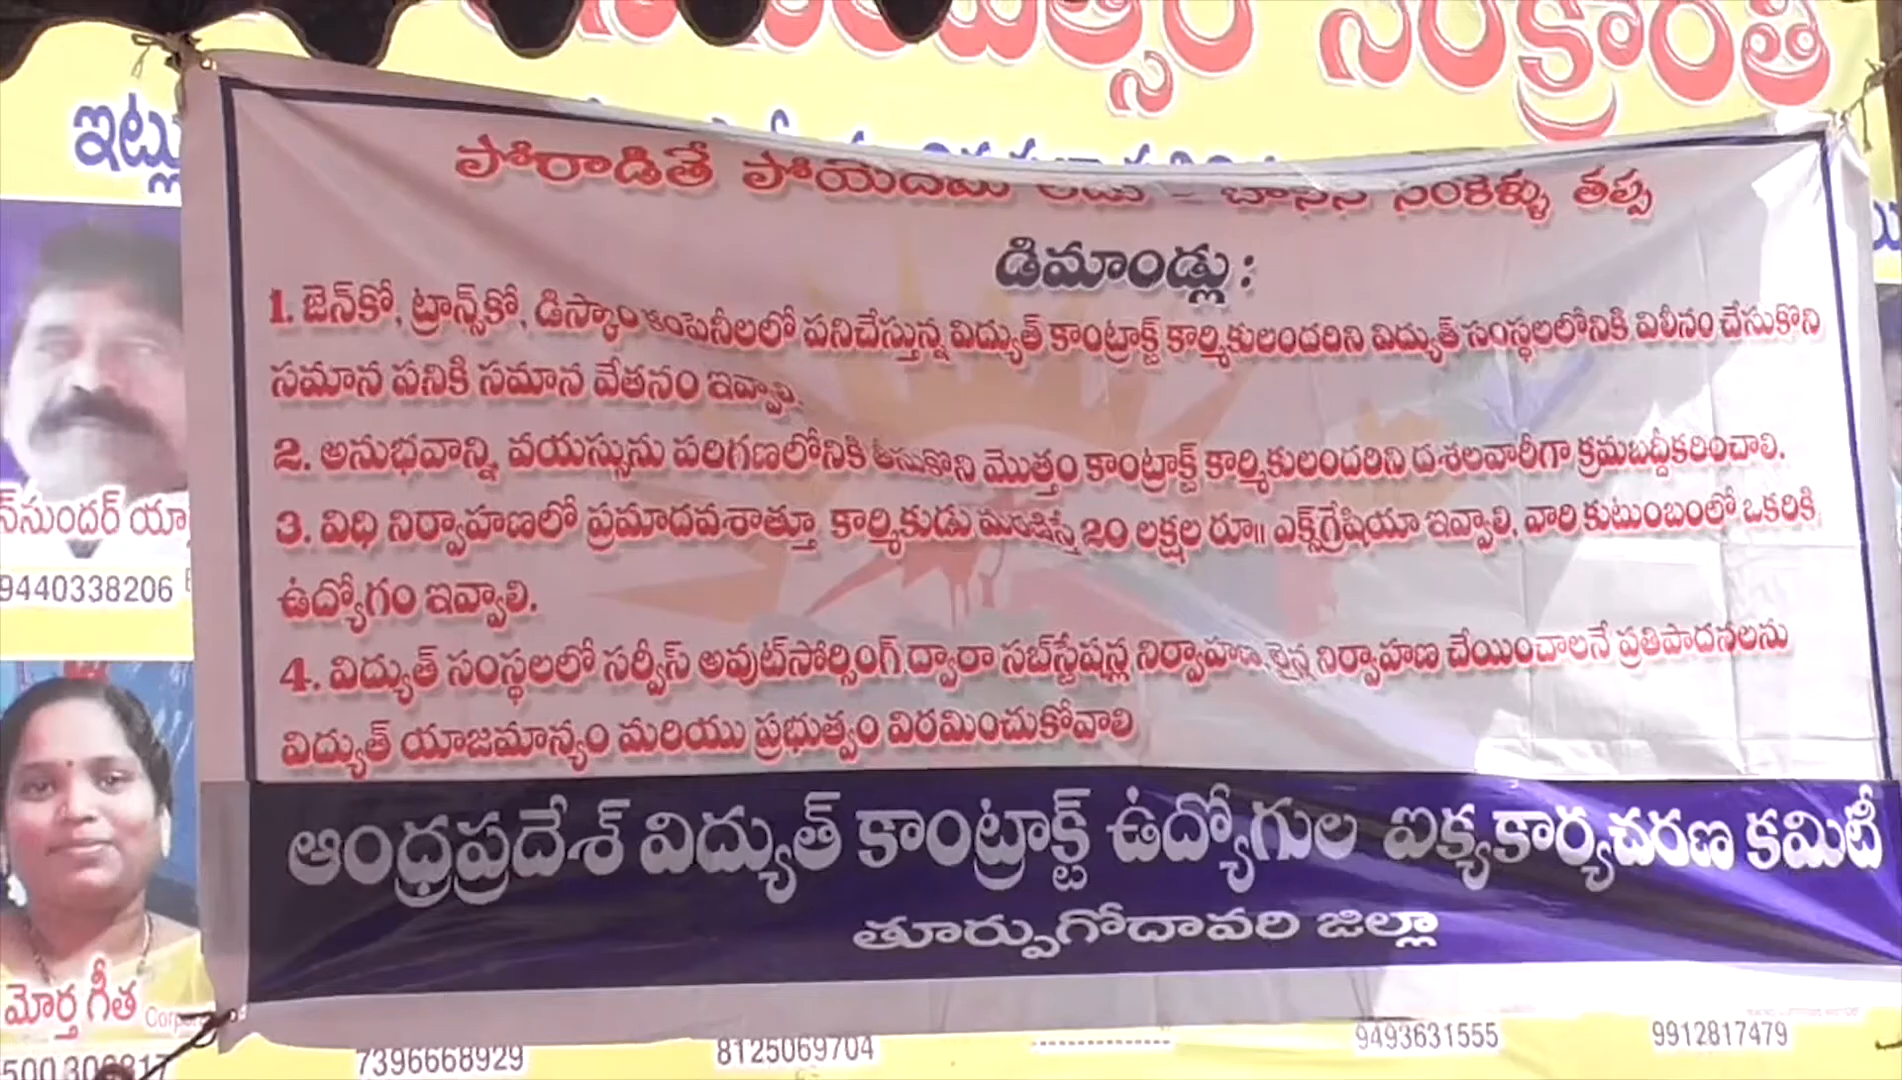 సంక్రాంతి
ఇట్లు
పోరాడితే పోయేదేమి లేదు - బానిస సంకెళ్ళు తప్ప
డిమాండ్లు :
1. జెన్‌కో, ట్రాన్స్‌కో, డిస్కాం కంపెనీలలో పనిచేస్తున్న విద్యుత్ కాంట్రాక్ట్ కార్మికులందరిని విద్యుత్ సంస్థలలోనికి విలీనం చేసుకొని
సమాన పనికి సమాన వేతనం ఇవ్వాలి.
2. అనుభవాన్ని, వయస్సును పరిగణలోనికి తీసుకొని మొత్తం కాంట్రాక్ట్ కార్మికులందరిని దశలవారీగా క్రమబద్దీకరించాలి.
3. విధి నిర్వాహణలో ప్రమాదవశాత్తూ కార్మికుడు మరణిస్తే 20 లక్షల రూ॥ ఎక్స్‌గ్రేషియా ఇవ్వాలి. వారి కుటుంబంలో ఒకరికి
ఉద్యోగం ఇవ్వాలి.
4. విద్యుత్ సంస్థలలో సర్వీస్ అవుట్‌సోర్సింగ్ ద్వారా సబ్‌స్టేషన్ల నిర్వాహణ, లైన్ల నిర్వాహణ చేయించాలనే ప్రతిపాదనలను
విద్యుత్ యాజమాన్యం మరియు ప్రభుత్వం విరమించుకోవాలి
ఆంధ్రప్రదేశ్ విద్యుత్ కాంట్రాక్ట్ ఉద్యోగుల ఐక్యకార్యచరణ కమిటీ
తూర్పుగోదావరి జిల్లా
9440338206
మోర్త గీత
7396668929
8125069704
9493631555
9912817479